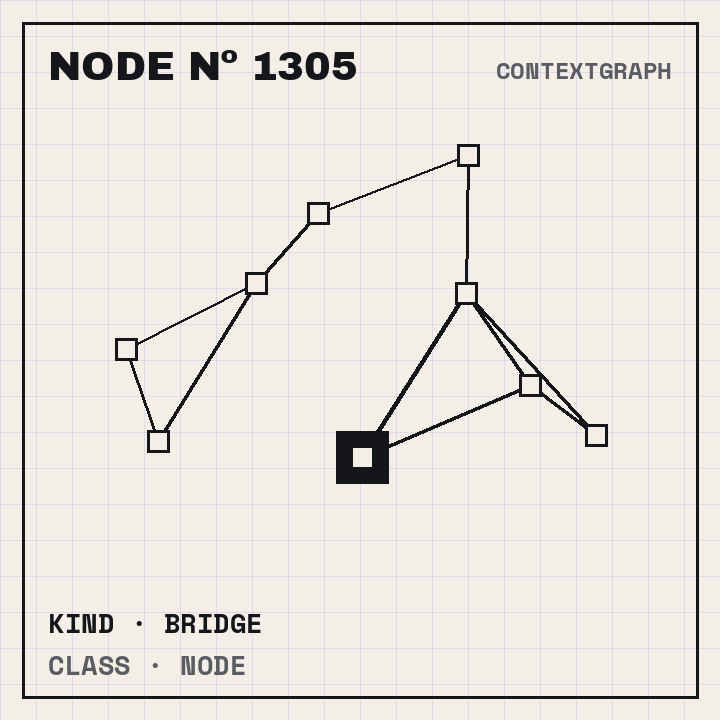 NODE Nº 1305
CONTEXTGRAPH
KIND · BRIDGE
CLASS · NODE